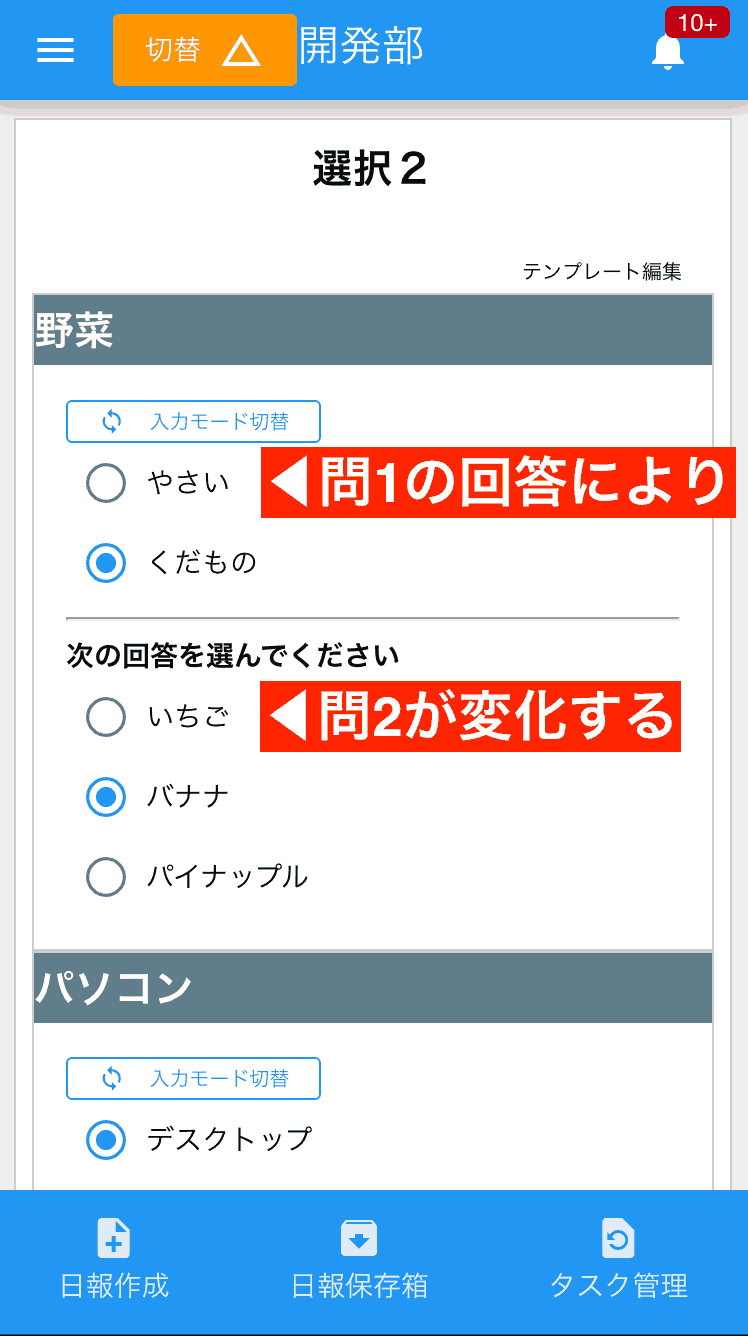 切替 開発部 10+
選択２
テンプレート編集
野菜
入力モード切替
やさい ◀問1の回答により
くだもの
次の回答を選んでください
いちご ◀問2が変化する
バナナ
パイナップル
パソコン
入力モード切替
デスクトップ
日報作成 日報保存箱 タスク管理